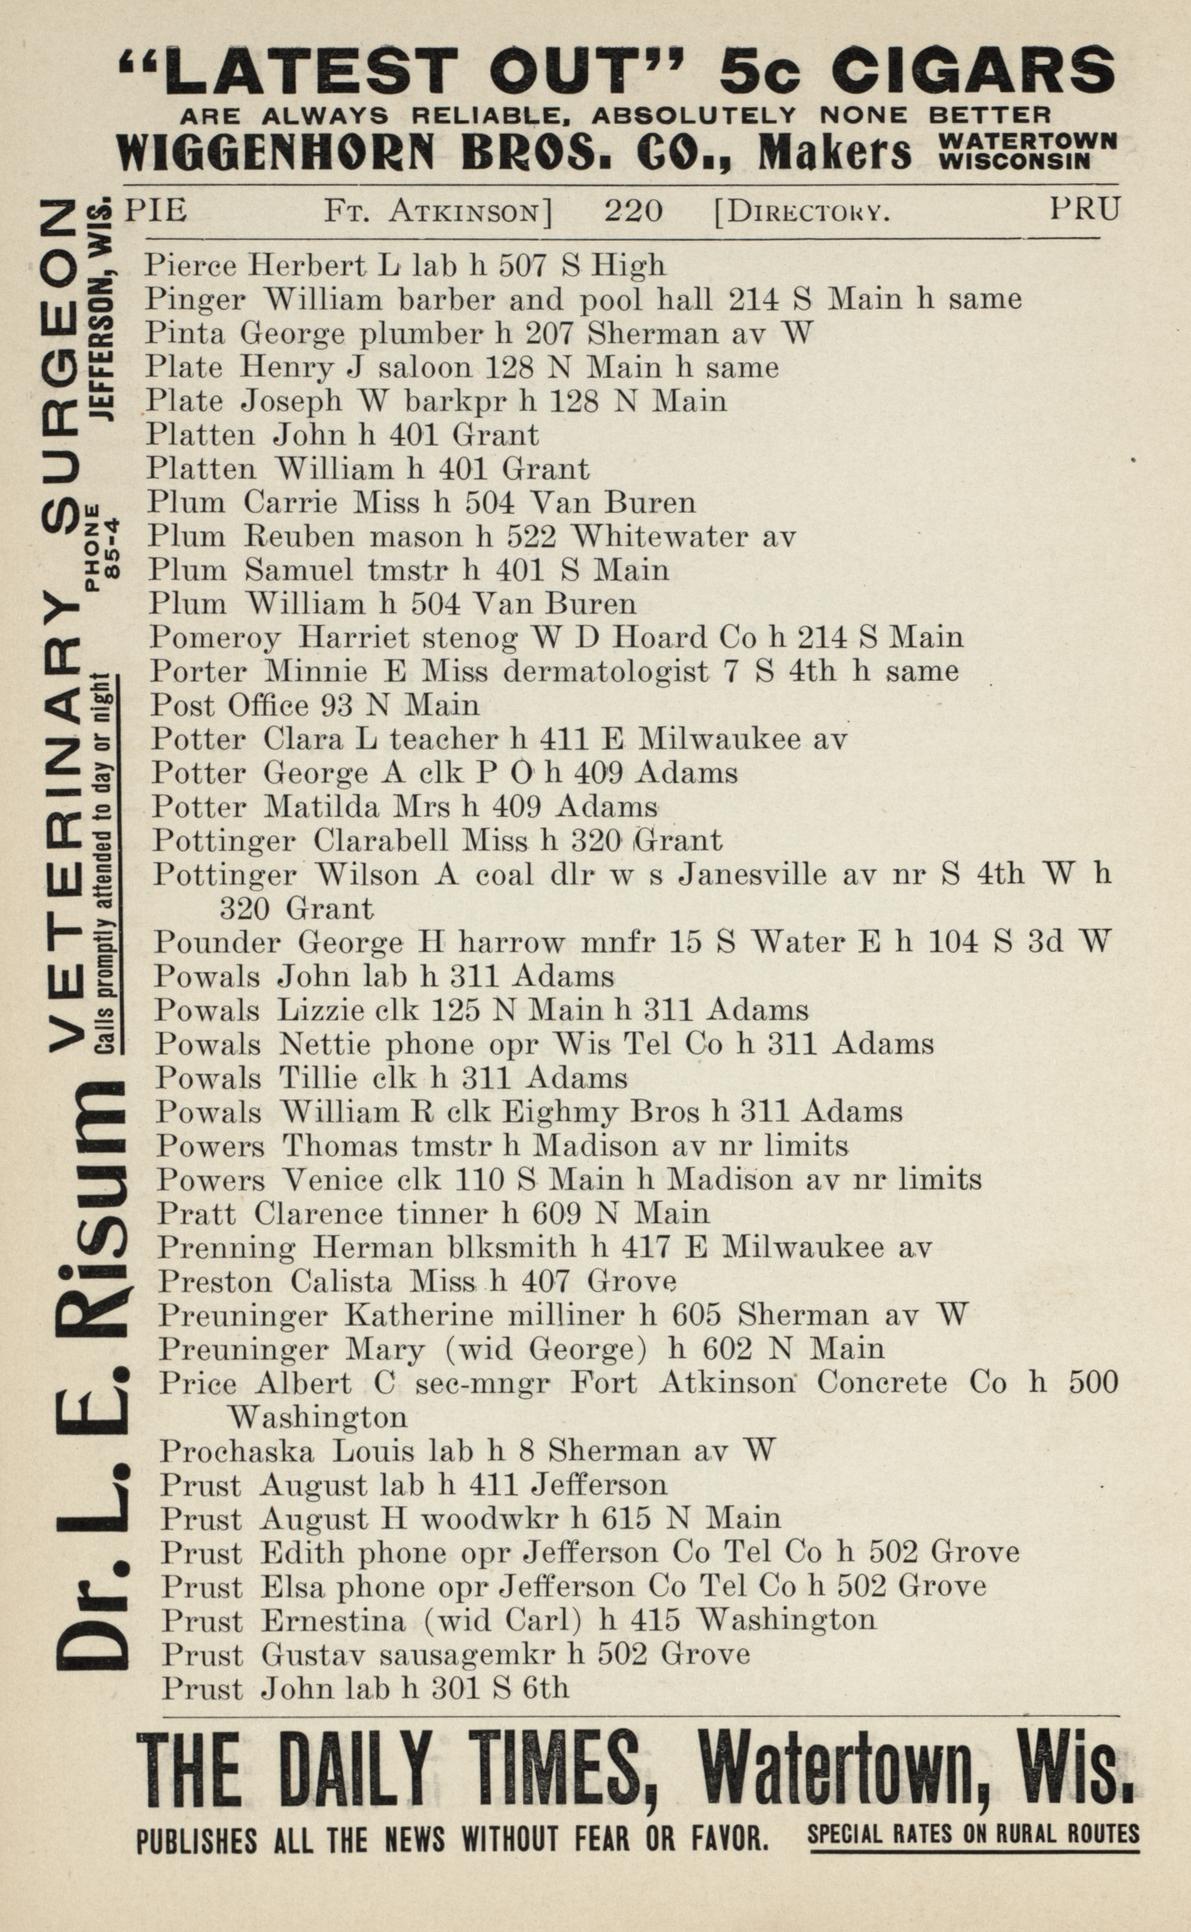 “LATEST OUT” 5c CIGARS
ARE ALWAYS RELIABLE, ABSOLUTELY NONE BETTER
WIGGENHORN BROS. CO., Makers WATERTOWN WISCONSIN
PIE Ft. Atkinson] 220 [Directory. PRU
Pierce Herbert L lab h 507 S High
Pinger William barber and pool hall 214 S Main h same
Pinta George plumber h 207 Sherman av W
Plate Henry J saloon 128 N Main h same
Plate Joseph W barkpr h 128 N Main
Platten John h 401 Grant
Platten William h 401 Grant
Plum Carrie Miss h 504 Van Buren
Plum Reuben mason h 522 Whitewater av
Plum Samuel tmstr h 401 S Main
Plum William h 504 Van Buren
Pomeroy Harriet stenog W D Hoard Co h 214 S Main
Porter Minnie E Miss dermatologist 7 S 4th h same
Post Office 93 N Main
Potter Clara L teacher h 411 E Milwaukee av
Potter George A clk P O h 409 Adams
Potter Matilda Mrs h 409 Adams
Pottinger Clarabell Miss h 320 Grant
Pottinger Wilson A coal dlr w s Janesville av nr S 4th W h
320 Grant
Pounder George H harrow mnfr 15 S Water E h 104 S 3d W
Powals John lab h 311 Adams
Powals Lizzie clk 125 N Main h 311 Adams
Powals Nettie phone opr Wis Tel Co h 311 Adams
Powals Tillie clk h 311 Adams
Powals William R clk Eighmy Bros h 311 Adams
Powers Thomas tmstr h Madison av nr limits
Powers Venice clk 110 S Main h Madison av nr limits
Pratt Clarence tinner h 609 N Main
Prenning Herman blksmith h 417 E Milwaukee av
Preston Calista Miss h 407 Grove
Preuninger Katherine milliner h 605 Sherman av W
Preuninger Mary (wid George) h 602 N Main
Price Albert C sec-mngr Fort Atkinson Concrete Co h 500
Washington
Prochaska Louis lab h 8 Sherman av W
Prust August lab h 411 Jefferson
Prust August H woodwkr h 615 N Main
Prust Edith phone opr Jefferson Co Tel Co h 502 Grove
Prust Elsa phone opr Jefferson Co Tel Co h 502 Grove
Prust Ernestina (wid Carl) h 415 Washington
Prust Gustav sausagemkr h 502 Grove
Prust John lab h 301 S 6th
Dr. L. E. Risum VETERINARY SURGEON
Calls promptly attended to day or night
PHONE
85-4
JEFFERSON, WIS.
THE DAILY TIMES, Watertown, Wis.
PUBLISHES ALL THE NEWS WITHOUT FEAR OR FAVOR. SPECIAL RATES ON RURAL ROUTES